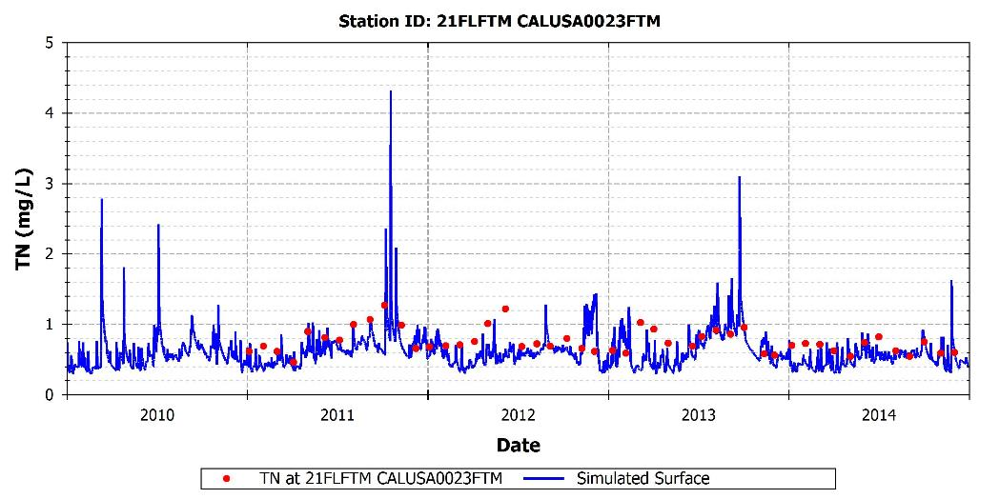 Station ID: 21FLFTM CALUSA0023FTM
5
4
3
2
1
0
TN (mg/L)
2010 2011 2012 2013 2014
Date
TN at 21FLFTM CALUSA0023FTM Simulated Surface